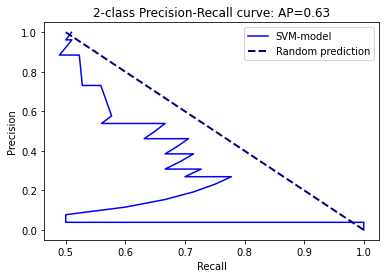 2-class Precision-Recall curve: AP=0.63
SVM-model
Random prediction
Precision
1.0
0.8
0.6
0.4
0.2
0.0
0.5
0.6
0.7
0.8
0.9
1.0
Recall